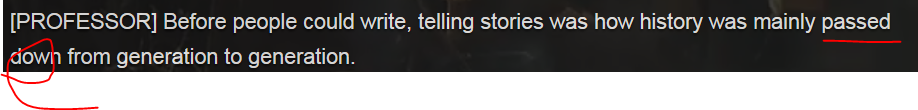 [PROFESSOR] Before people could write, telling stories was how history was mainly passed
down from generation to generation.